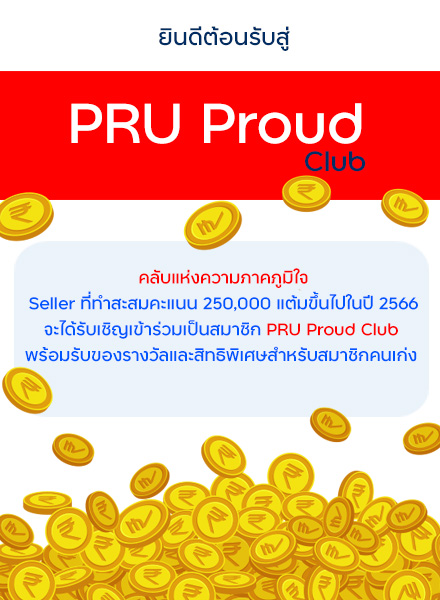 ยินดีต้อนรับสู่
PRU Proud
Club
คลับแห่งความภาคภูมิใจ
Seller ที่ทำสะสมคะแนน 250,000 แต้มขึ้นไปในปี 2566
จะได้รับเชิญเข้าร่วมเป็นสมาชิก PRU Proud Club
พร้อมรับของรางวัลและสิทธิพิเศษสำหรับสมาชิกคนเก่ง